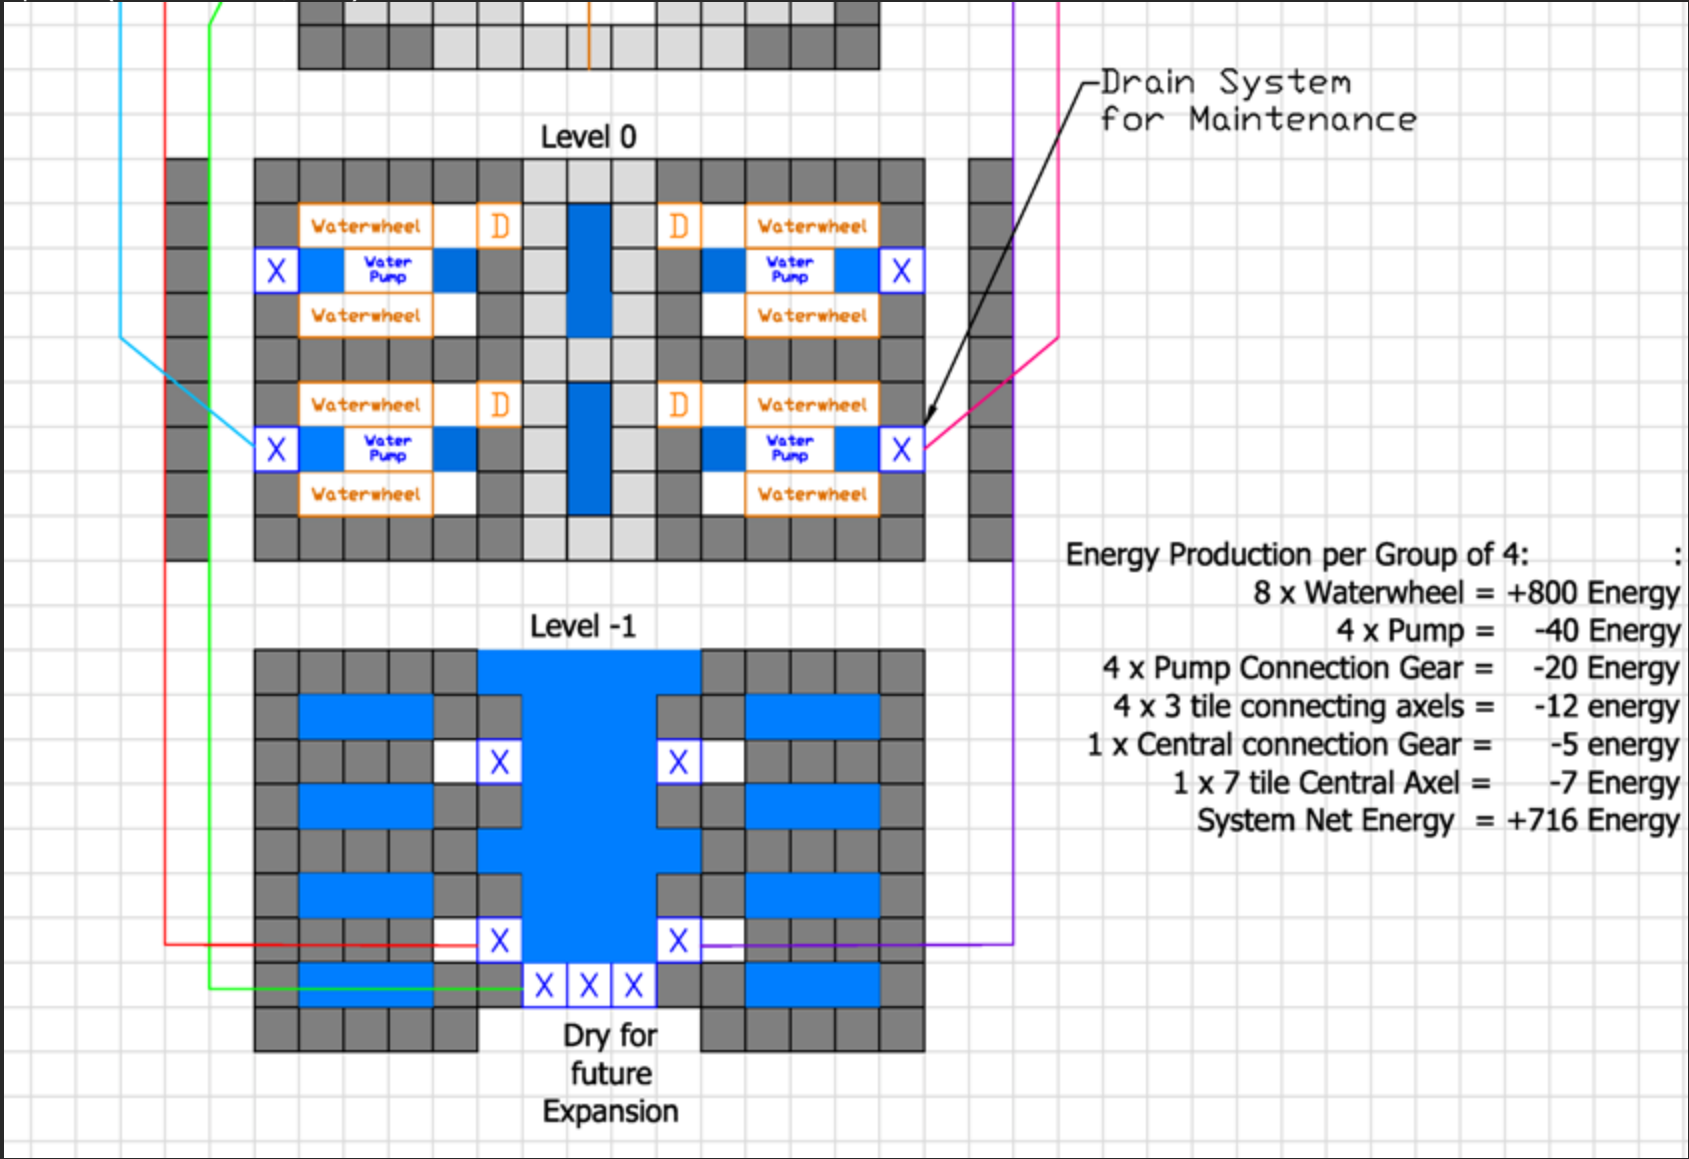 Drain System
for Maintenance
Level 0
Waterwheel D D Waterwheel
X Water Pump Water Pump X
Waterwheel Waterwheel
Waterwheel D D Waterwheel
X Water Pump Water Pump X
Waterwheel Waterwheel
Energy Production per Group of 4: :
8 x Waterwheel = +800 Energy
4 x Pump = -40 Energy
4 x Pump Connection Gear = -20 Energy
4 x 3 tile connecting axels = -12 energy
1 x Central connection Gear = -5 energy
1 x 7 tile Central Axel = -7 Energy
System Net Energy = +716 Energy
Level -1
X X
X X
X X X
Dry for
future
Expansion